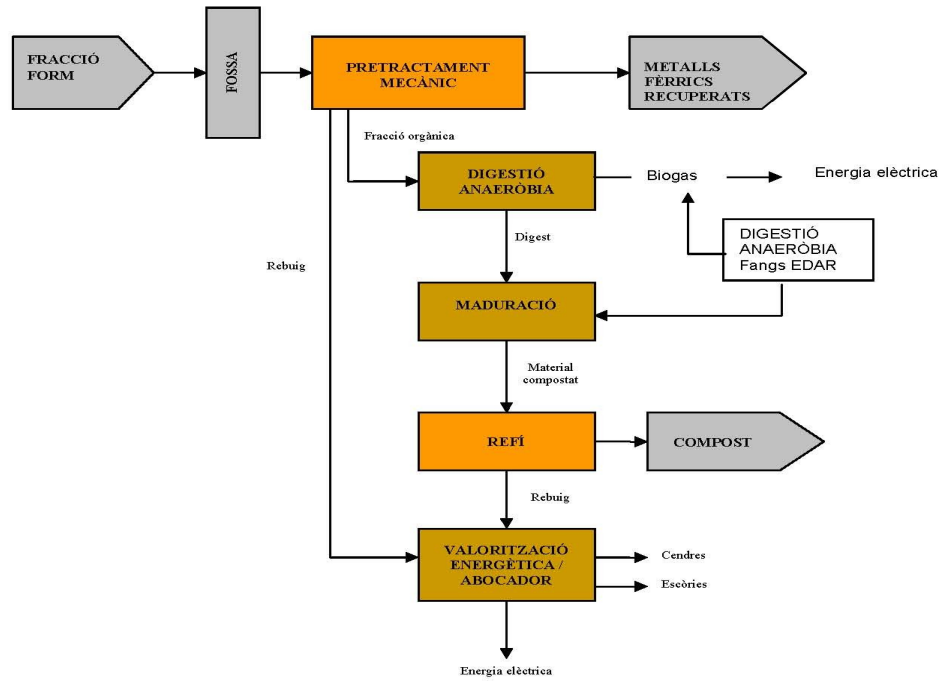 FRACCIÓ
FORM
FOSSA
PRETRACTAMENT
MECÀNIC
METALLS
FÈRRICS
RECUPERATS
Fracció orgànica
DIGESTIÓ
ANAERÒBIA
Biogas
Energia elèctrica
DIGESTIÓ
ANAERÒBIA
Fangs EDAR
Digest
Rebuig
MADURACIÓ
Material
compostat
REFÍ
COMPOST
Rebuig
VALORITZACIÓ
ENERGÈTICA /
ABOCADOR
Cendres
Escòries
Energia elèctrica